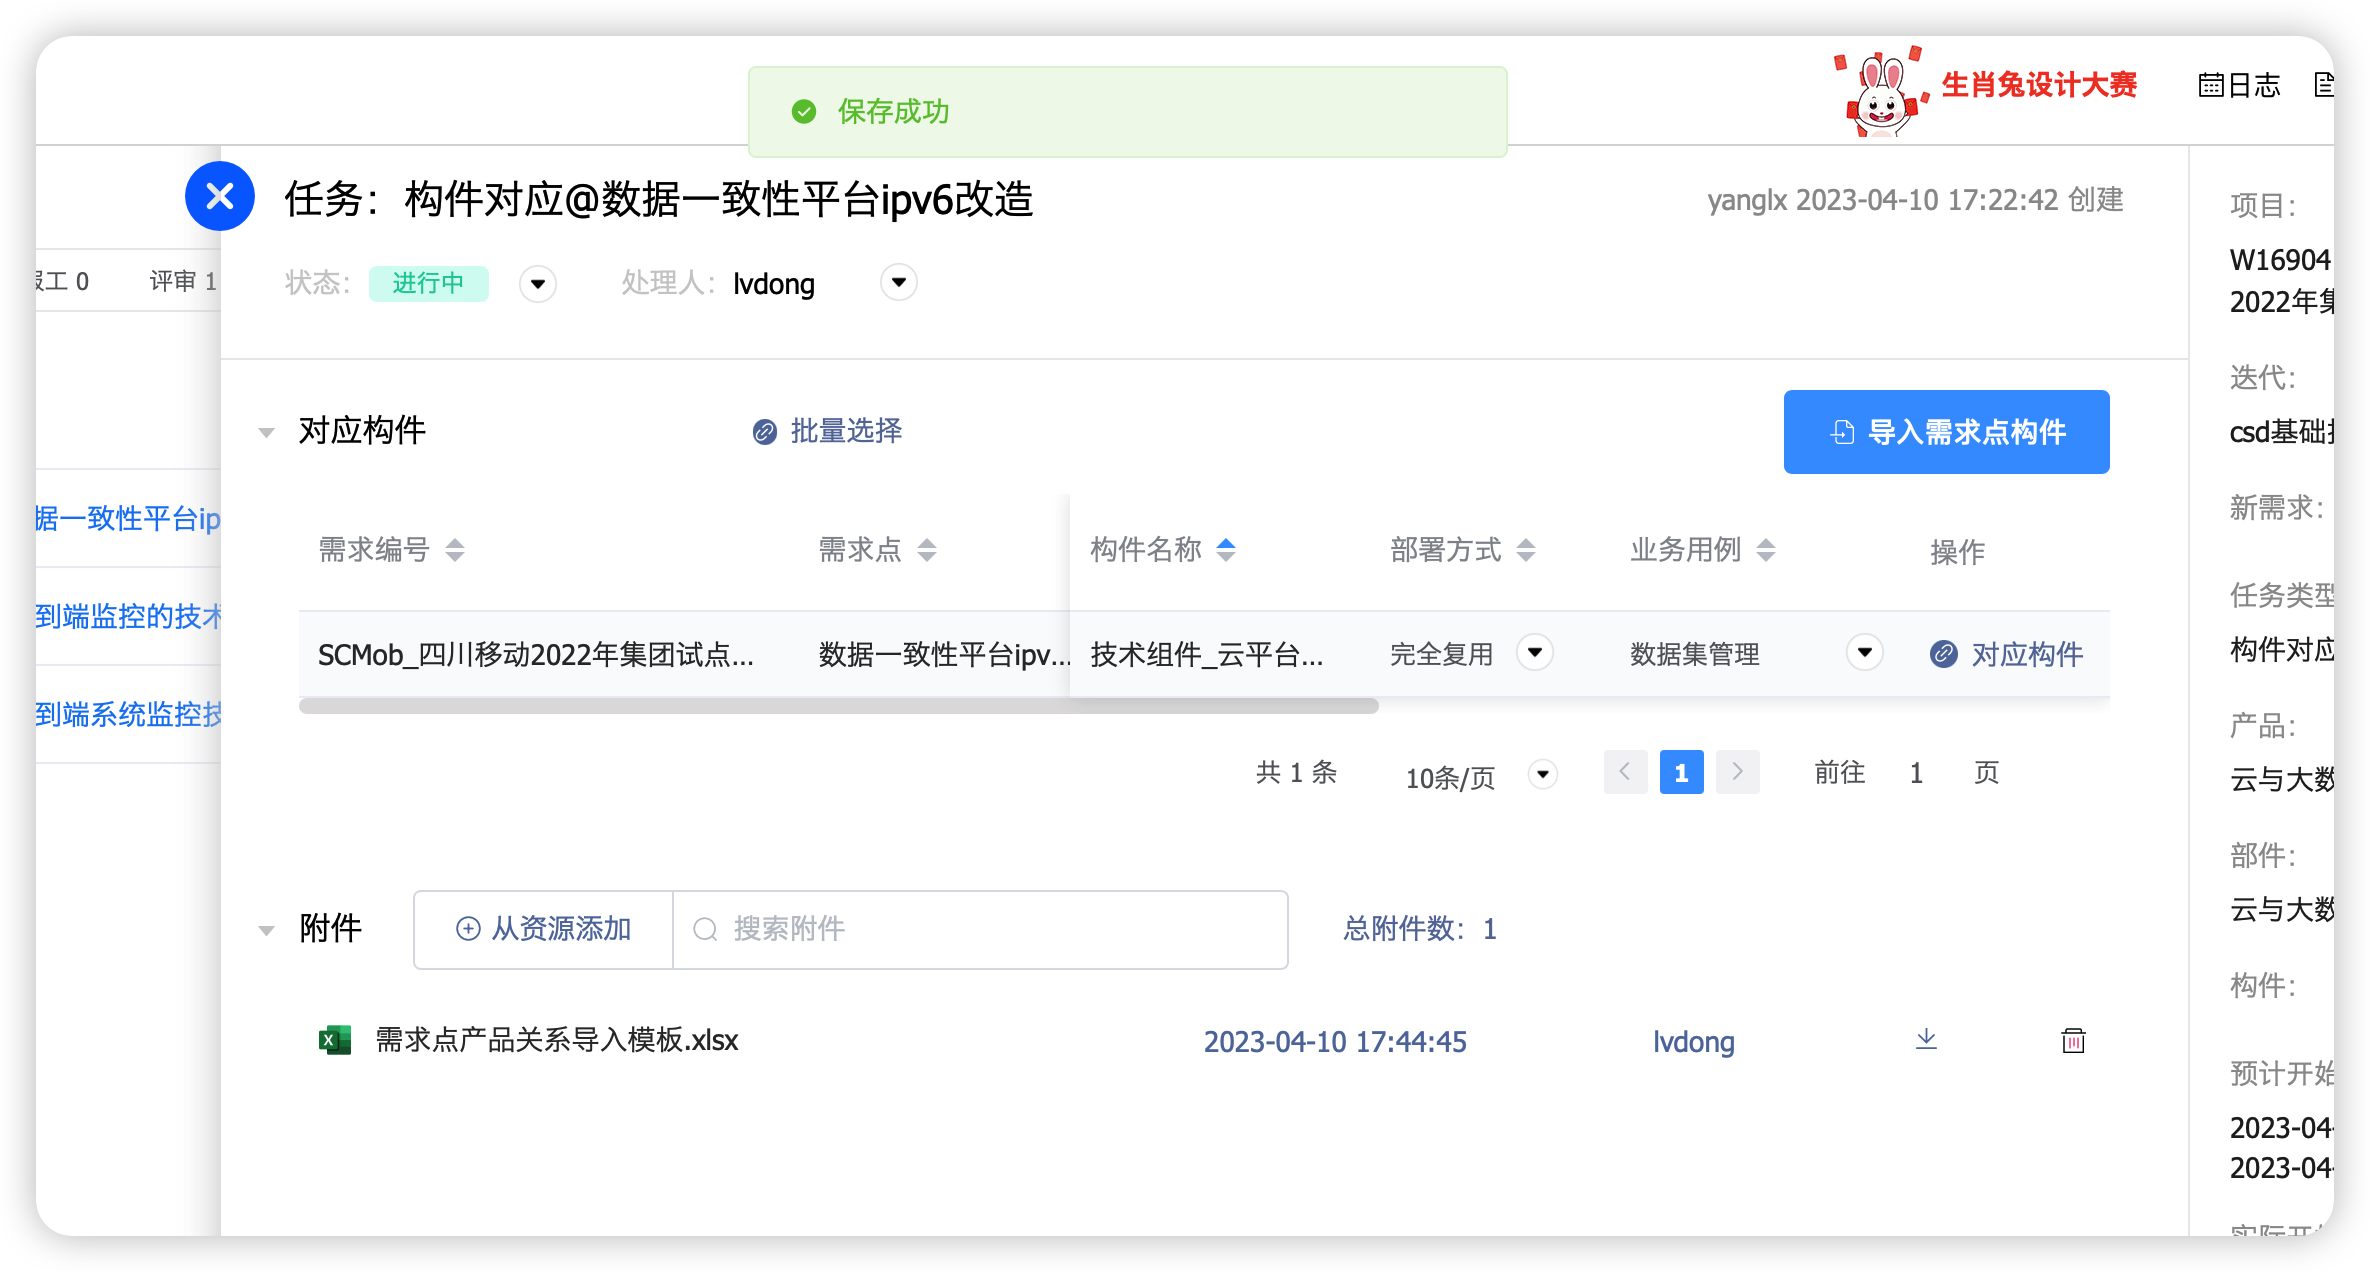 保存成功
生肖兔设计大赛
日志
任务：构件对应@数据一致性平台ipv6改造
yanglx 2023-04-10 17:22:42 创建
工 0
评审 1
状态：
进行中
处理人：
lvdong
对应构件
批量选择
导入需求点构件
需求编号
需求点
构件名称
部署方式
业务用例
操作
SCMob_四川移动2022年集团试点...
数据一致性平台ipv...
技术组件_云平台...
完全复用
数据集管理
对应构件
据一致性平台ip
到端监控的技术
到端系统监控技
共 1 条
10条/页
1
前往
1
页
附件
从资源添加
搜索附件
总附件数：1
X
需求点产品关系导入模板.xlsx
2023-04-10 17:44:45
lvdong
项目：
W16904
2022年集
迭代：
csd基础
新需求：
任务类型
构件对应
产品：
云与大数
部件：
云与大数
构件：
预计开始
2023-04-
2023-04-